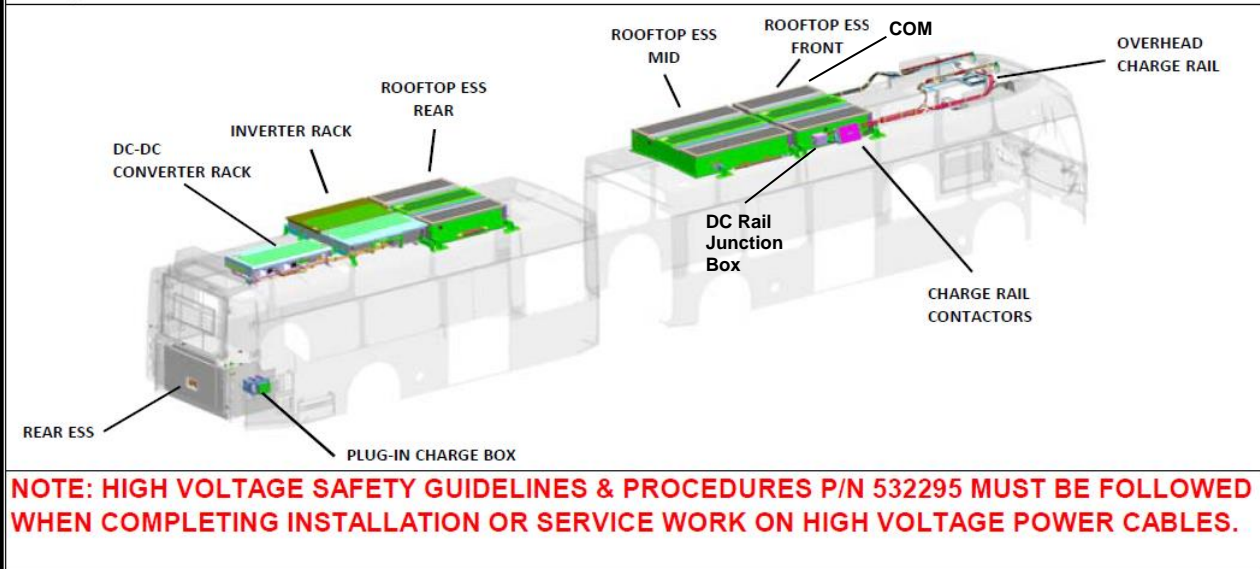 ROOFTOP ESS
MID
ROOFTOP ESS
FRONT
COM
OVERHEAD
CHARGE RAIL
ROOFTOP ESS
REAR
INVERTER RACK
DC-DC
CONVERTER RACK
DC Rail
Junction
Box
CHARGE RAIL
CONTACTORS
REAR ESS
PLUG-IN CHARGE BOX
NOTE: HIGH VOLTAGE SAFETY GUIDELINES & PROCEDURES P/N 532295 MUST BE FOLLOWED
WHEN COMPLETING INSTALLATION OR SERVICE WORK ON HIGH VOLTAGE POWER CABLES.